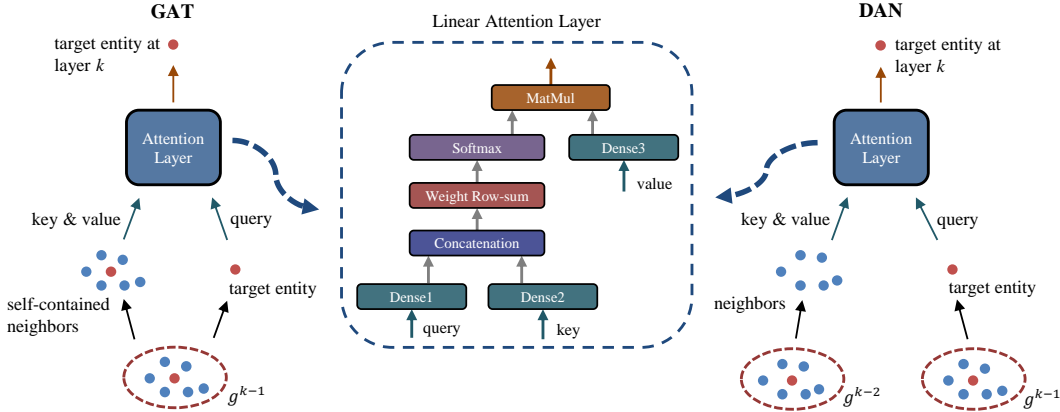 GAT
target entity at
layer k
Attention
Layer
key & value
query
self-contained
neighbors
target entity
g^{k−1}
Linear Attention Layer
MatMul
Softmax
Dense3
value
Weight Row-sum
Concatenation
Dense1
Dense2
query
key
DAN
target entity at
layer k
Attention
Layer
key & value
query
neighbors
target entity
g^{k−2}
g^{k−1}